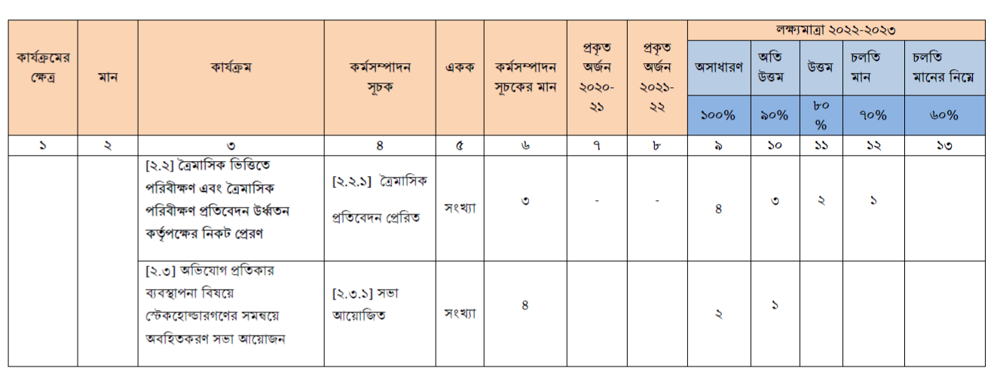 লক্ষ্যমাত্রা ২০২২-২০২৩
কার্যক্রমের
ক্ষেত্র
মান
কার্যক্রম
কর্মসম্পাদন
সূচক
একক
কর্মসম্পাদন
সূচকের মান
প্রকৃত
অর্জন
২০২০-
২১
প্রকৃত
অর্জন
২০২১-
২২
অসাধারণ
অতি
উত্তম
উত্তম
চলতি
মান
চলতি
মানের নিম্নে
১০০%
৯০%
৮০
%
৭০%
৬০%
১ ২ ৩ ৪ ৫ ৬ ৭ ৮ ৯ ১০ ১১ ১২ ১৩
[২.২] ত্রৈমাসিক ভিত্তিতে
পরিবীক্ষণ এবং ত্রৈমাসিক
পরিবীক্ষণ প্রতিবেদন উর্ধ্বতন
কর্তৃপক্ষের নিকট প্রেরণ
[২.২.১] ত্রৈমাসিক
প্রতিবেদন প্রেরিত
সংখ্যা
৩
-
-
৪
৩
২
১
[২.৩] অভিযোগ প্রতিকার
ব্যবস্থাপনা বিষয়ে
স্টেকহোল্ডারগণের সমন্বয়ে
অবহিতকরণ সভা আয়োজন
[২.৩.১] সভা
আয়োজিত
সংখ্যা
৪
২
১